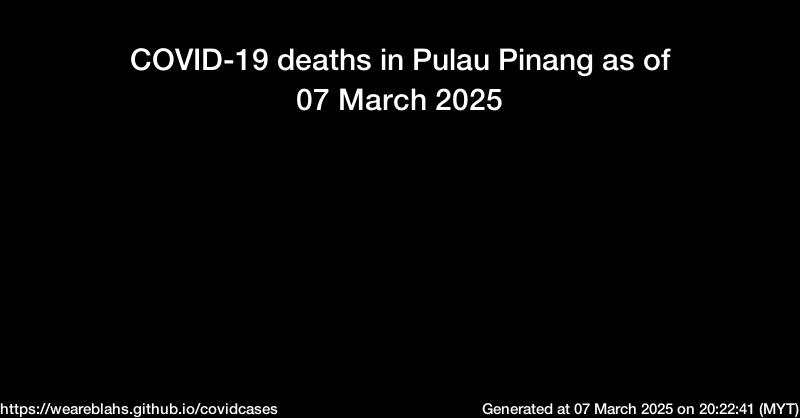 COVID-19 deaths in Pulau Pinang as of
07 March 2025
https://weareblahs.github.io/covidcases
Generated at 07 March 2025 on 20:22:41 (MYT)